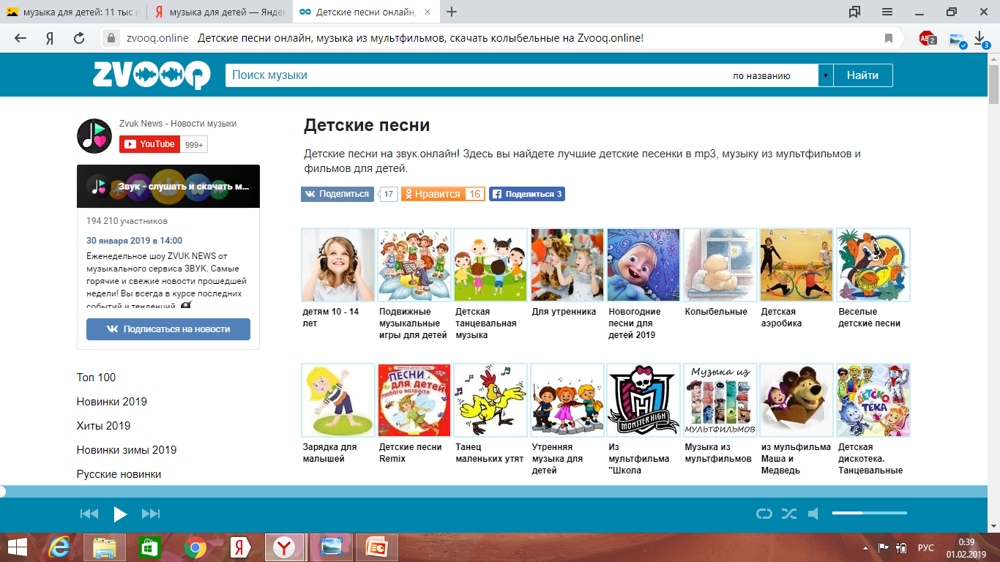 музыка для детей: 11 тыс и
музыка для детей — Яндек
Детские песни онлайн,
zvooq.online Детские песни онлайн, музыка из мультфильмов, скачать колыбельные на Zvooq.online!
2
3
ZVOOQ
Поиск музыки
по названию
Найти
Zvuk News - Новости музыки
YouTube 999+
Звук - слушать и скачать м...
194 210 участников
30 января 2019 в 14:00
Еженедельное шоу ZVUK NEWS от
музыкального сервиса ЗВУК. Самые
горячие и свежие новости прошедшей
недели! Вы всегда в курсе последних
событий и тенденций.
Подписаться на новости
Топ 100
Новинки 2019
Хиты 2019
Новинки зимы 2019
Русские новинки
Детские песни
Детские песни на звук.онлайн! Здесь вы найдете лучшие детские песенки в mp3, музыку из мультфильмов и
фильмов для детей.
Поделиться 17 Нравится 16 Поделиться 3
детям 10 - 14
лет
Подвижные
музыкальные
игры для детей
Детская
танцевальная
музыка
Для утренника
Новогодние
песни для
детей 2019
Колыбельные
Детская
аэробика
Веселые
детские песни
ПЕСНИ
для детей
любого возраста
MONSTER HIGH
Музыка из
МУЛЬТФИЛЬМОВ
ДЕТСКО
ТЕКА
Зарядка для
малышей
Детские песни
Remix
Танец
маленьких утят
Утренняя
музыка для
детей
Из
мультфильма
"Школа
Музыка из
мультфильмов
из мульфильма
Маша и
Медведь
Детская
дискотека.
Танцевальные
РУС
0:39
01.02.2019